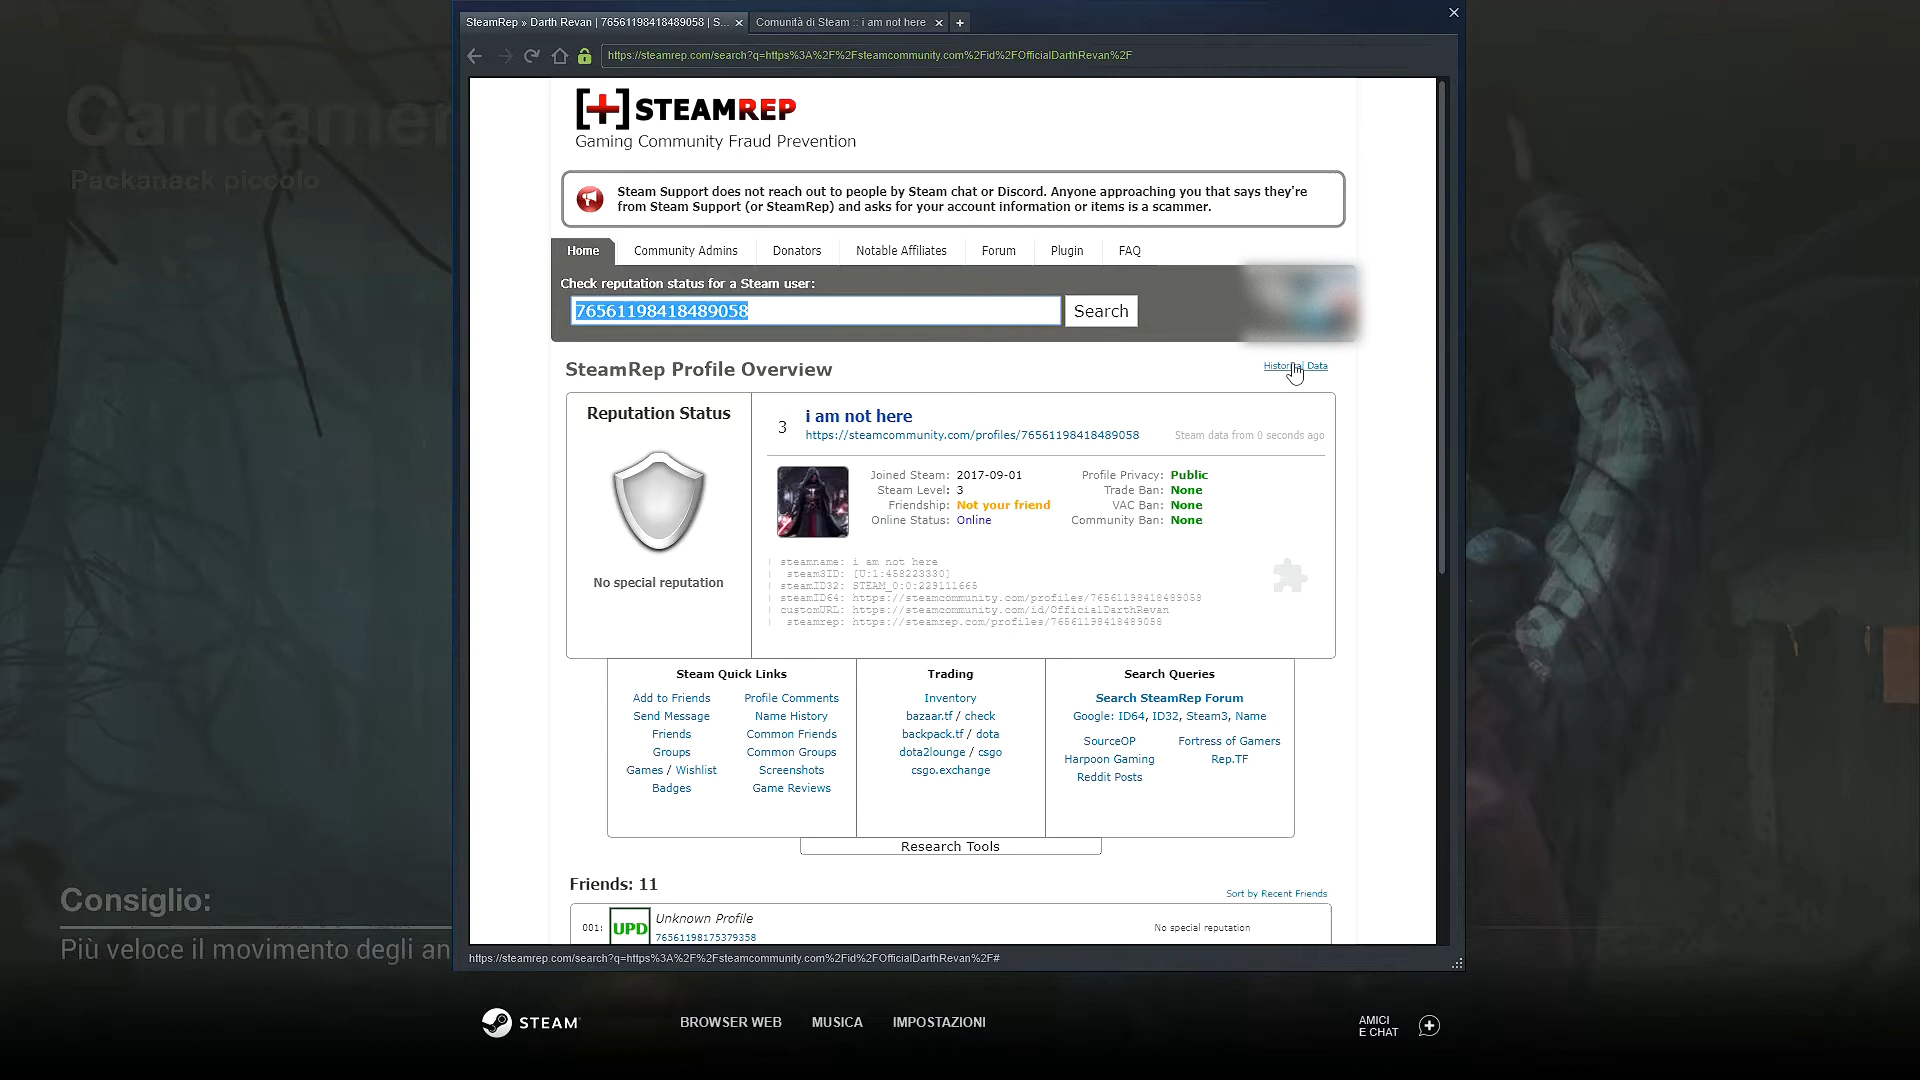 SteamRep » Darth Revan | 76561198418489058 | S...
Comunità di Steam :: i am not here
https://steamrep.com/search?q=https%3A%2F%2Fsteamcommunity.com%2Fid%2FOfficialDarthRevan%2F
Packanack piccolo
[+] STEAMREP
Gaming Community Fraud Prevention
Steam Support does not reach out to people by Steam chat or Discord. Anyone approaching you that says they're
from Steam Support (or SteamRep) and asks for your account information or items is a scammer.
Home Community Admins Donators Notable Affiliates Forum Plugin FAQ
Check reputation status for a Steam user:
76561198418489058 Search
SteamRep Profile Overview
Data
Reputation Status
No special reputation
3 i am not here
https://steamcommunity.com/profiles/76561198418489058 Steam data from 0 seconds ago
Joined Steam: 2017-09-01 Profile Privacy: Public
Steam Level: 3 Trade Ban: None
Friendship: Not your friend VAC Ban: None
Online Status: Online Community Ban: None
| steamname: i am not here
| steam3ID: [U:1:458223330]
| steamID32: STEAM_0:0:229111665
| steamID64: https://steamcommunity.com/profiles/76561198418489058
| customURL: https://steamcommunity.com/id/OfficialDarthRevan
| steamrep: https://steamrep.com/profiles/76561198418489058
Steam Quick Links
Add to Friends Profile Comments
Send Message Name History
Friends Common Friends
Groups Common Groups
Games / Wishlist Screenshots
Badges Game Reviews
Trading
Inventory
bazaar.tf / check
backpack.tf / dota
dota2lounge / csgo
csgo.exchange
Search Queries
Search SteamRep Forum
Google: ID64, ID32, Steam3, Name
SourceOP Fortress of Gamers
Harpoon Gaming Rep.TF
Reddit Posts
Research Tools
Friends: 11
Sort by Recent Friends
001: UPD Unknown Profile No special reputation
76561198175379358
Consiglio:
Più veloce il movimento degli
https://steamrep.com/search?q=https%3A%2F%2Fsteamcommunity.com%2Fid%2FOfficialDarthRevan%2F#
STEAM
BROWSER WEB MUSICA IMPOSTAZIONI
AMICI
E CHAT